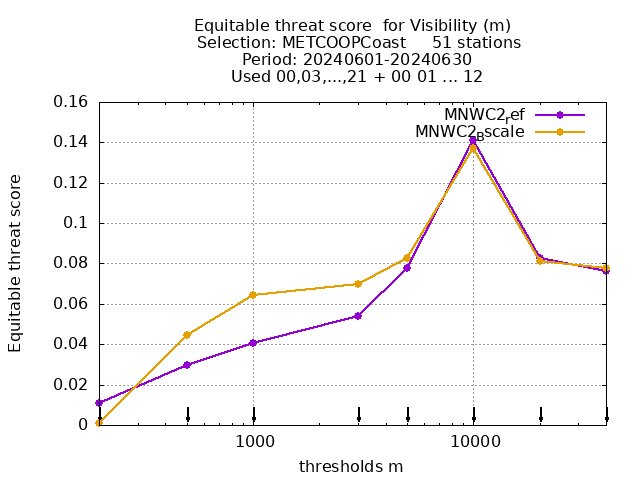 Equitable threat score  for Visibility (m)
Selection: METCOOPCoast     51 stations
Period: 20240601-20240630
Used 00,03,...,21 + 00 01 ... 12
MNWC2ref
MNWC2Bscale
0.16
0.14
0.12
0.1
0.08
0.06
0.04
0.02
0
Equitable threat score
1000
10000
thresholds m